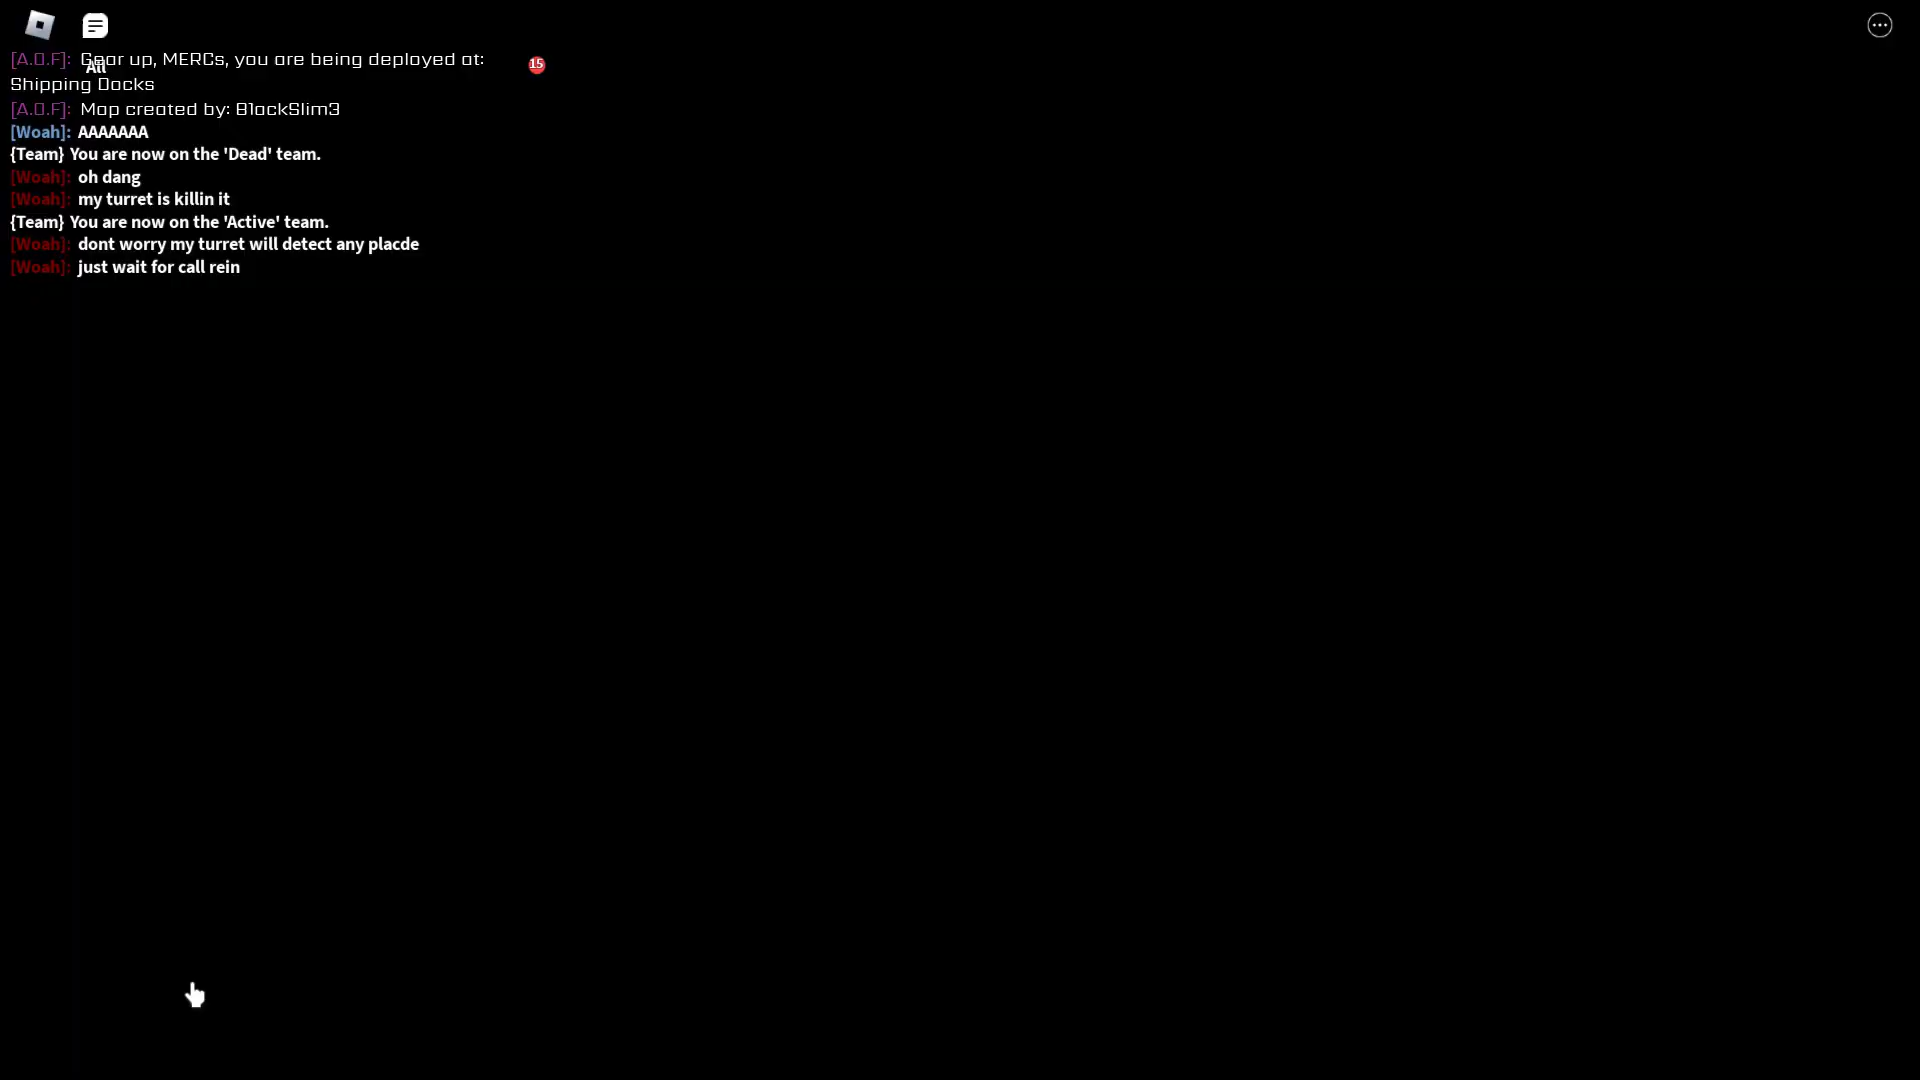 [A.O.F]: Gear up, MERCs, you are being deployed at:
All
15
Shipping Docks
[A.O.F]: Map created by: B1ackSlim3
[Woah]: AAAAAAA
{Team} You are now on the 'Dead' team.
[Woah]: oh dang
[Woah]: my turret is killin it
{Team} You are now on the 'Active' team.
[Woah]: dont worry my turret will detect any placde
[Woah]: just wait for call rein